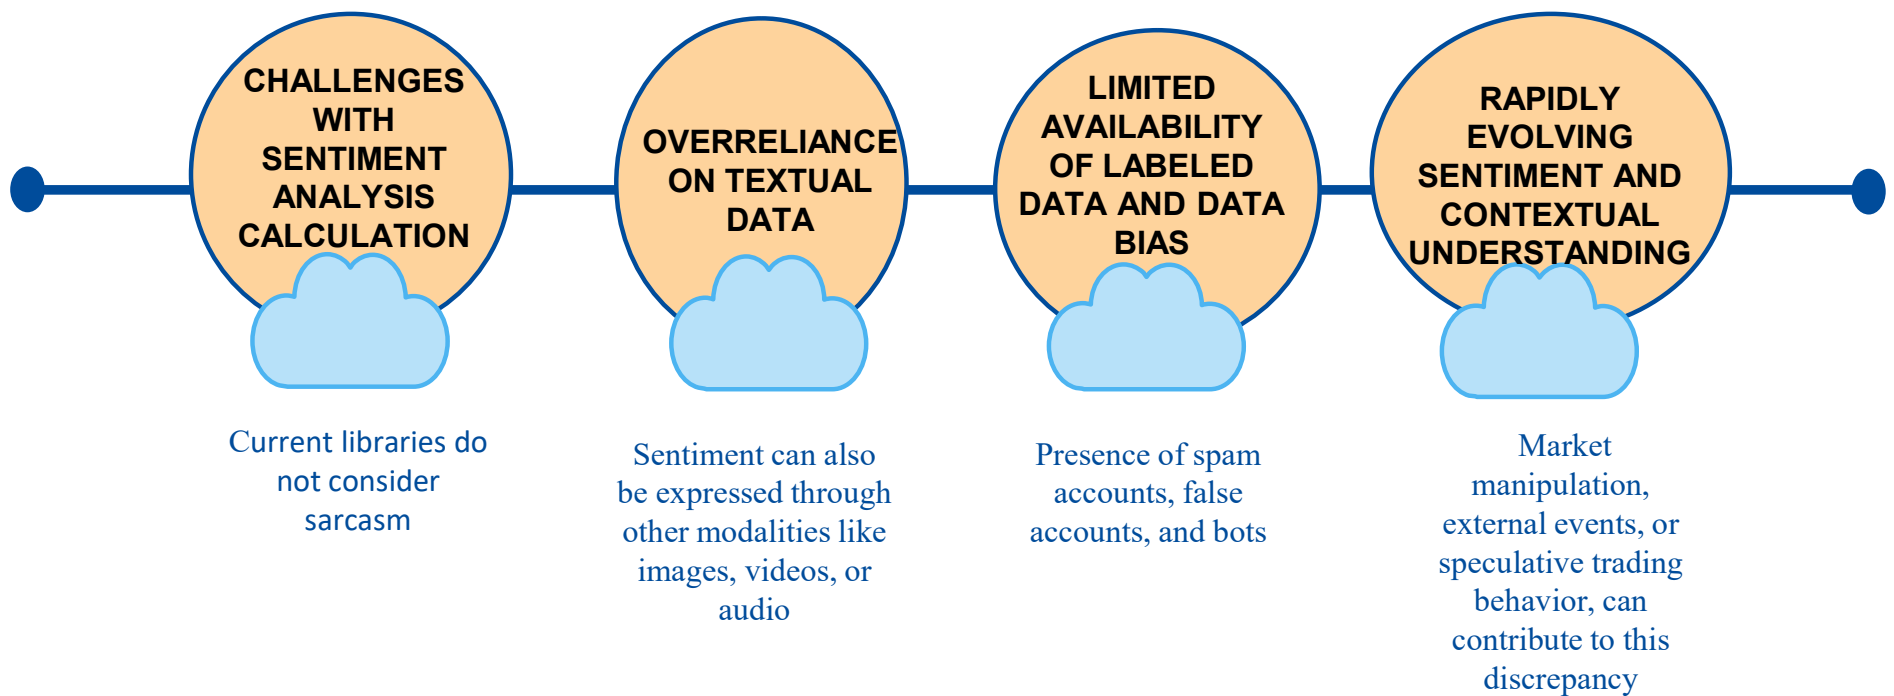 CHALLENGES
WITH
SENTIMENT
ANALYSIS
CALCULATION
Current libraries do
not consider
sarcasm
OVERRELIANCE
ON TEXTUAL
DATA
Sentiment can also
be expressed through
other modalities like
images, videos, or
audio
LIMITED
AVAILABILITY
OF LABELED
DATA AND DATA
BIAS
Presence of spam
accounts, false
accounts, and bots
RAPIDLY
EVOLVING
SENTIMENT AND
CONTEXTUAL
UNDERSTANDING
Market
manipulation,
external events, or
speculative trading
behavior, can
contribute to this
discrepancy